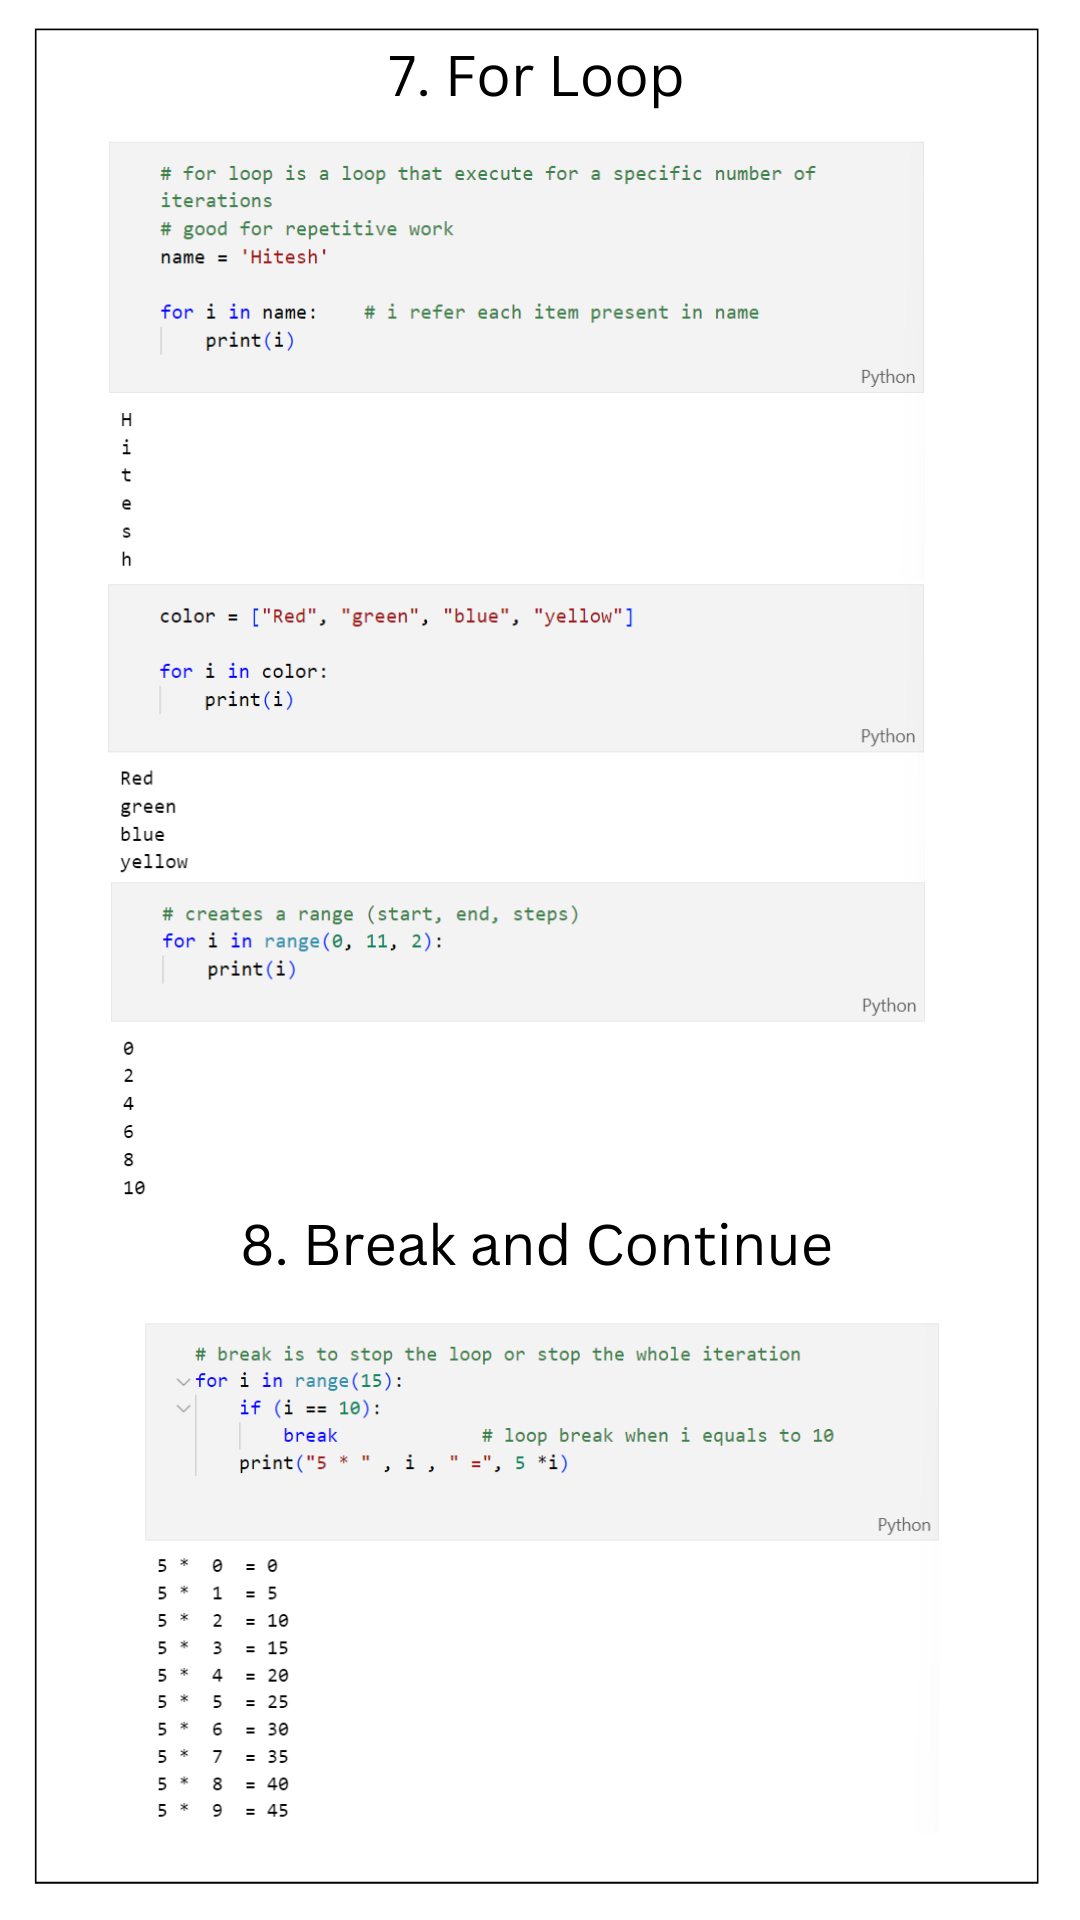 7. For Loop
# for loop is a loop that execute for a specific number of
iterations
# good for repetitive work
name = 'Hitesh'
for i in name:    # i refer each item present in name
    print(i)
Python
H
i
t
e
s
h
color = ["Red", "green", "blue", "yellow"]
for i in color:
    print(i)
Python
Red
green
blue
yellow
# creates a range (start, end, steps)
for i in range(0, 11, 2):
    print(i)
Python
0
2
4
6
8
10
8. Break and Continue
# break is to stop the loop or stop the whole iteration
for i in range(15):
    if (i == 10):
        break             # loop break when i equals to 10
    print("5 * " , i , " =", 5 *i)
Python
5 *  0  = 0
5 *  1  = 5
5 *  2  = 10
5 *  3  = 15
5 *  4  = 20
5 *  5  = 25
5 *  6  = 30
5 *  7  = 35
5 *  8  = 40
5 *  9  = 45